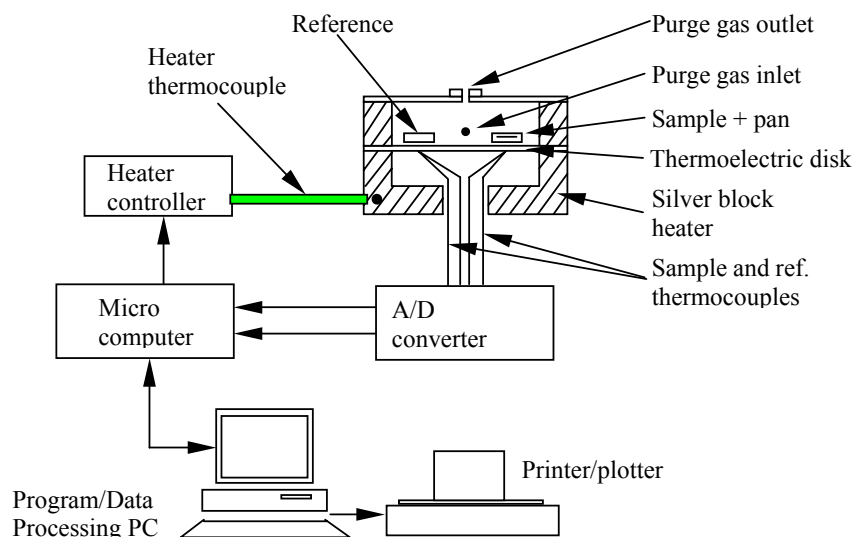 Reference
Heater
thermocouple
Purge gas outlet
Purge gas inlet
Sample + pan
Thermoelectric disk
Silver block
heater
Sample and ref.
thermocouples
Heater
controller
Micro
computer
A/D
converter
Printer/plotter
Program/Data
Processing PC